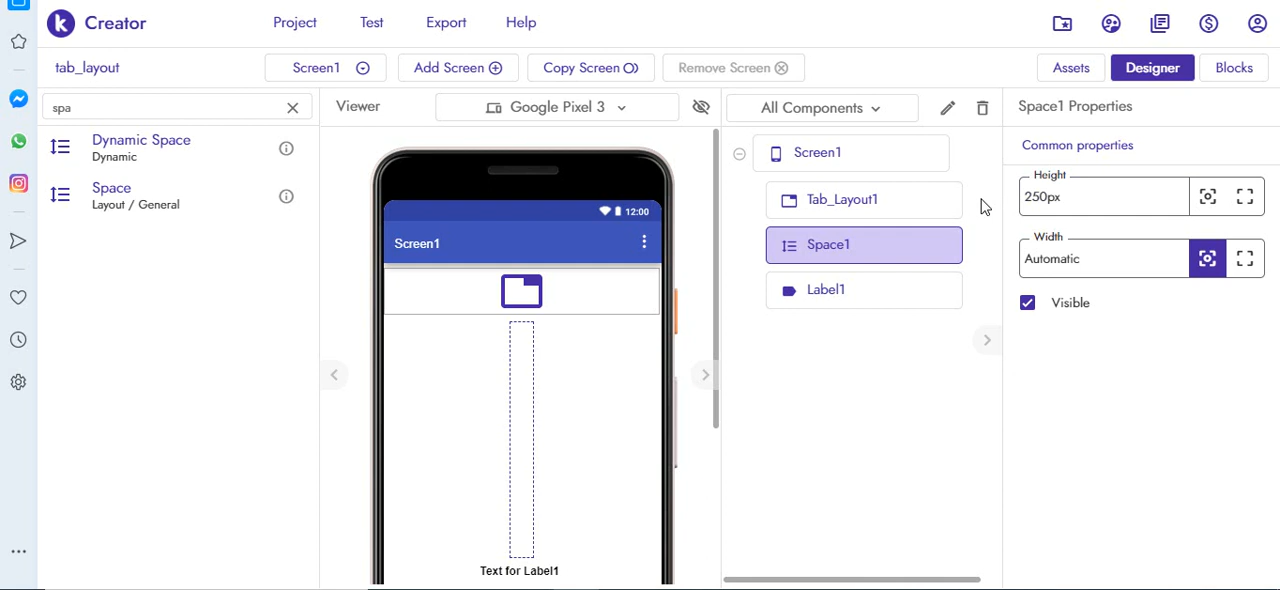 Creator
Project
Test
Export
Help
tab_layout
Screen1
Add Screen
Copy Screen
Remove Screen
Assets
Designer
Blocks
spa
Dynamic Space
Dynamic
Space
Layout / General
Viewer
Google Pixel 3
12:00
Screen1
Text for Label1
All Components
Screen1
Tab_Layout1
Space1
Label1
Space1 Properties
Common properties
Height
250px
Width
Automatic
Visible